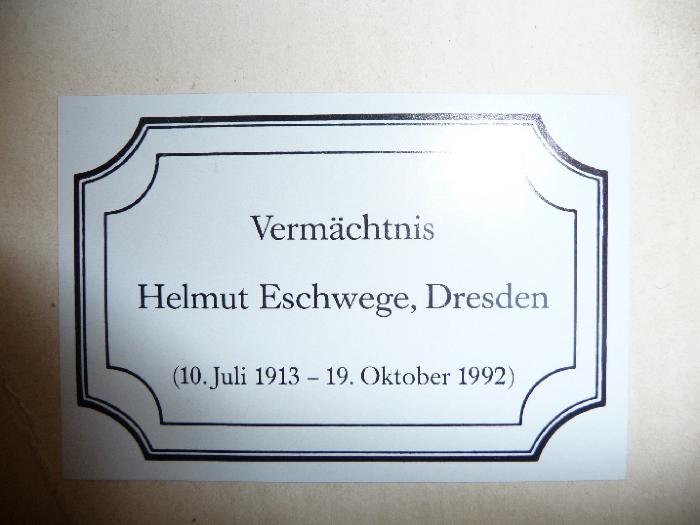 Vermächtnis
Helmut Eschwege, Dresden
(10. Juli 1913 – 19. Oktober 1992)